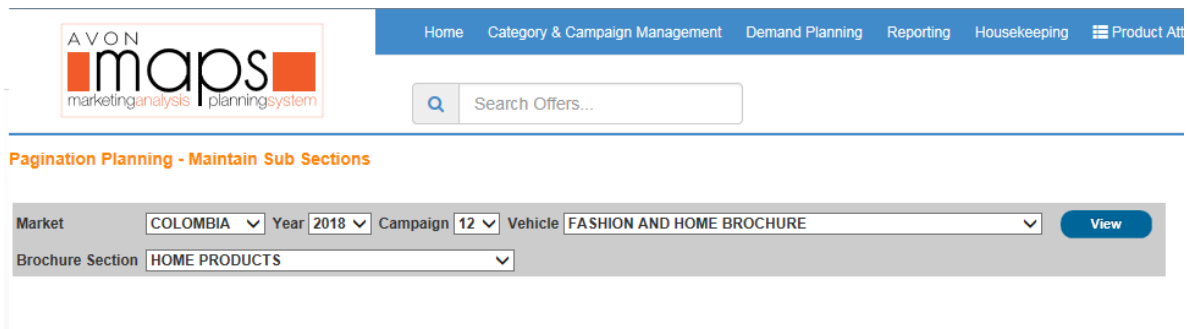 AVON
maps
marketinganalysis planningsystem
Home Category & Campaign Management Demand Planning Reporting Housekeeping Product Att
Search Offers...
Pagination Planning - Maintain Sub Sections
Market COLOMBIA Year 2018 Campaign 12 Vehicle FASHION AND HOME BROCHURE View
Brochure Section HOME PRODUCTS